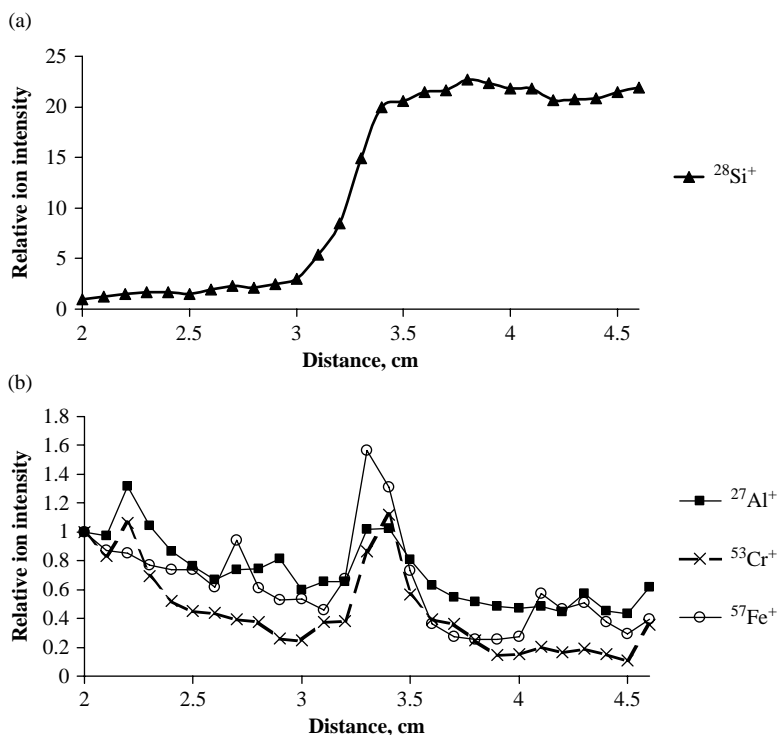 (a)
25
20
15
10
5
0
Relative ion intensity
2 2.5 3 3.5 4 4.5
Distance, cm
²⁸Si⁺
(b)
1.8
1.6
1.4
1.2
1
0.8
0.6
0.4
0.2
0
Relative ion intensity
2 2.5 3 3.5 4 4.5
Distance, cm
²⁷Al⁺
⁵³Cr⁺
⁵⁷Fe⁺